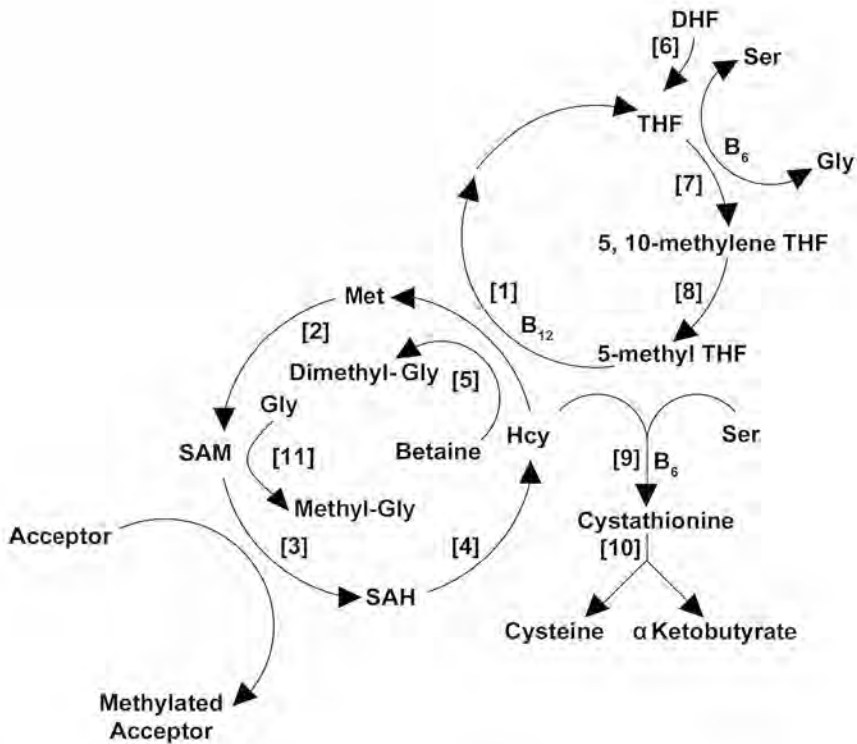 DHF
[6]
Ser
THF
B₆
Gly
[7]
5, 10-methylene THF
[8]
5-methyl THF
[1]
B₁₂
Met
[2]
Dimethyl-Gly
[5]
Gly
SAM
[11]
Betaine
Hcy
Ser
[9]
B₆
Methyl-Gly
Acceptor
[3]
[4]
Cystathionine
[10]
SAH
Cysteine
α Ketobutyrate
Methylated
Acceptor